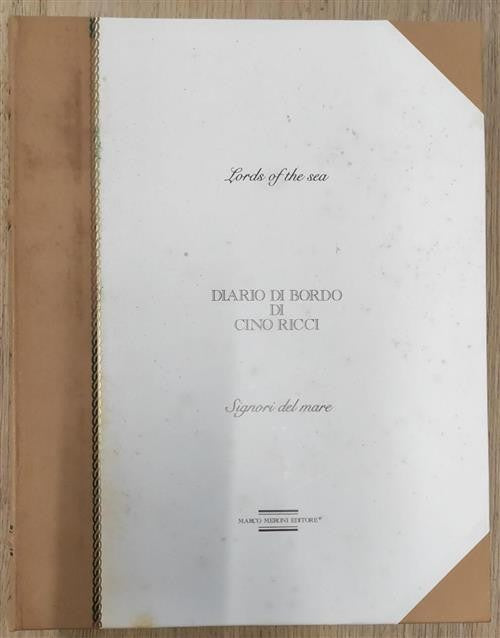 Lords of the sea
DIARIO DI BORDO
DI
CINO RICCI
Signori del mare
MARCO MERONI EDITORE®